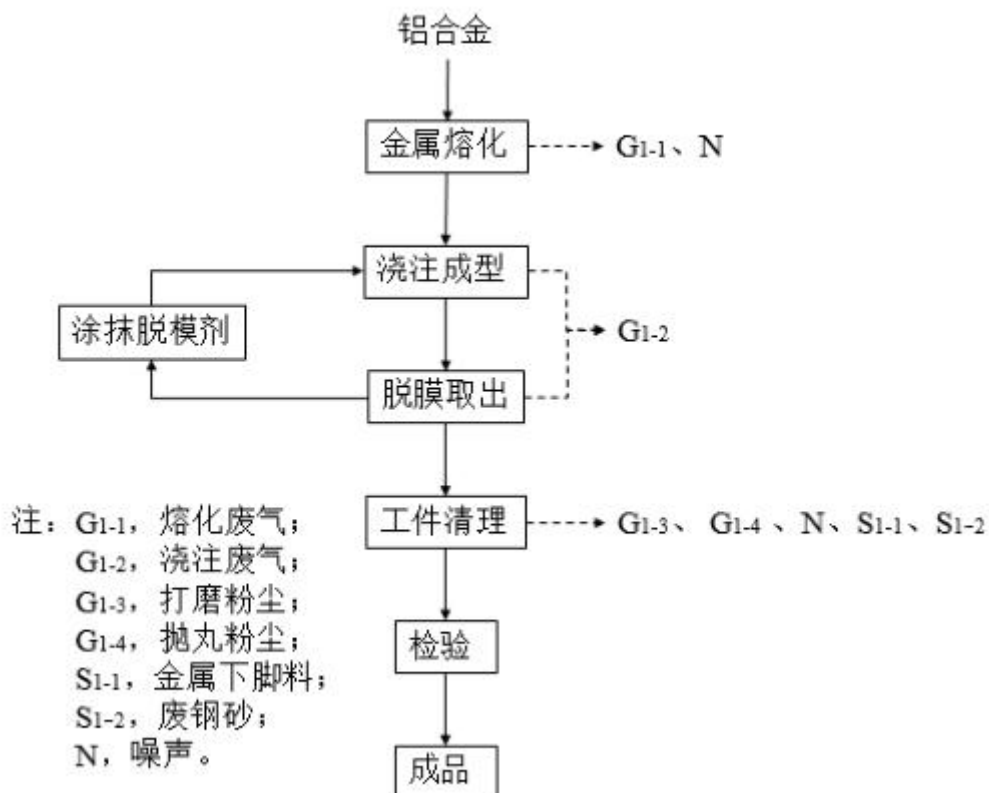 铝合金
金属熔化
G1-1、N
浇注成型
涂抹脱模剂
G1-2
脱膜取出
工件清理
G1-3、 G1-4 、N、S1-1、S1-2
注：G1-1，熔化废气；
G1-2，浇注废气；
G1-3，打磨粉尘；
G1-4，抛丸粉尘；
S1-1，金属下脚料；
S1-2，废钢砂；
N，噪声。
检验
成品